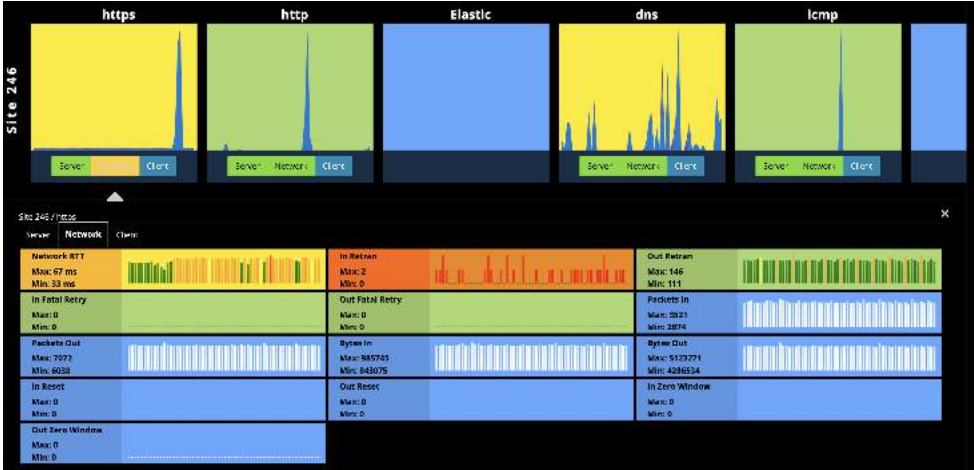 https
http
Elastic
dns
Icmp
Site 246
Server
Client
Server
Network
Client
Server
Network
Client
Server
Network
Client
Site 246 / https
×
Server
Network
Client
Network RTT
Max: 67 ms
Min: 33 ms
In Retran
Max: 2
Min: 0
Out Retran
Max: 146
Min: 111
In Fatal Retry
Max: 0
Min: 0
Out Fatal Retry
Max: 0
Min: 0
Packets In
Max: 3521
Min: 2874
Packets Out
Max: 7072
Min: 6038
Bytes In
Max: 985745
Min: 843075
Bytes Out
Max: 5123271
Min: 4286534
In Reset
Max: 0
Min: 0
Out Reset
Max: 0
Min: 0
In Zero Window
Max: 0
Min: 0
Out Zero Window
Max: 0
Min: 0